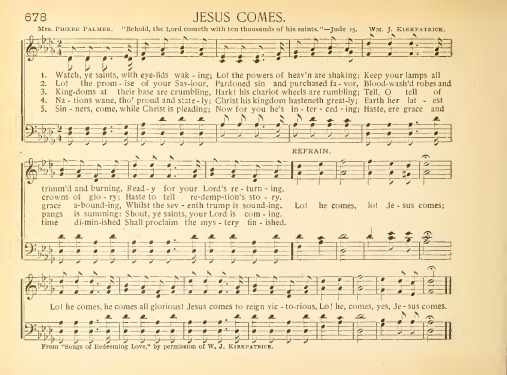 678
JESUS COMES.
Mrs. PHEBE PALMER. "Behold, the Lord cometh with ten thousands of his saints."—Jude 15. WM. J. KIRKPATRICK.
1. Watch, ye saints, with eye-lids wak - ing; Lo! the powers of heav'n are shaking; Keep your lamps all
2. Lo! the prom - ise of your Sav-iour, Pardoned sin and purchased fa - vor, Blood-wash'd robes and
3. King-doms at their base are crumbling, Hark! his chariot wheels are rumbling; Tell, O tell of
4. Na - tions wane, tho' proud and state - ly; Christ his kingdom hasteneth great-ly; Earth her lat - est
5. Sin - ners, come, while Christ is pleading; Now for you he's in - ter - ced - ing; Haste, ere grace and
trimm'd and burning, Read - y for your Lord's re - turn - ing.
crowns of glo - ry; Haste to tell redemp-tion's sto - ry.
grace a-bound-ing, Whilst the sev - enth trump is sound-ing.
pangs is summing: Shout, ye saints, your Lord is com - ing.
time di-min-ished Shall proclaim the mys - tery fin - ished.
REFRAIN.
Lo! he comes, lo! Je - sus comes;
Lo! he comes, he comes all glorious! Jesus comes to reign vic - to-rious, Lo! he, comes, yes, Je - sus comes.
From "Songs of Redeeming Love," by permission of W. J. KIRKPATRICK.